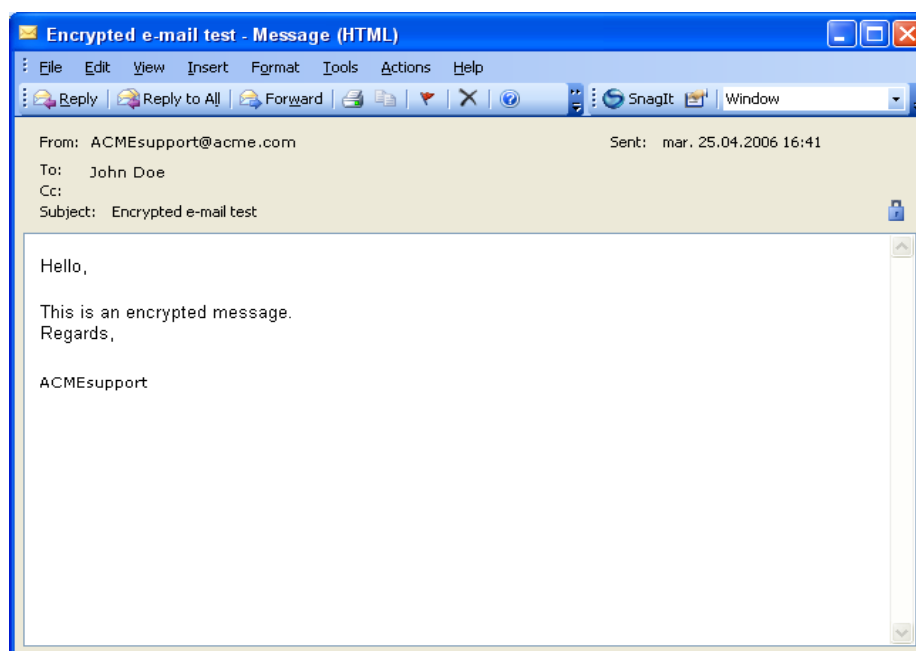 Encrypted e-mail test - Message (HTML)
File Edit View Insert Format Tools Actions Help
Reply Reply to All Forward SnagIt Window
From: ACMEsupport@acme.com Sent: mar. 25.04.2006 16:41
To: John Doe
Cc:
Subject: Encrypted e-mail test
Hello,
This is an encrypted message.
Regards,
ACMEsupport